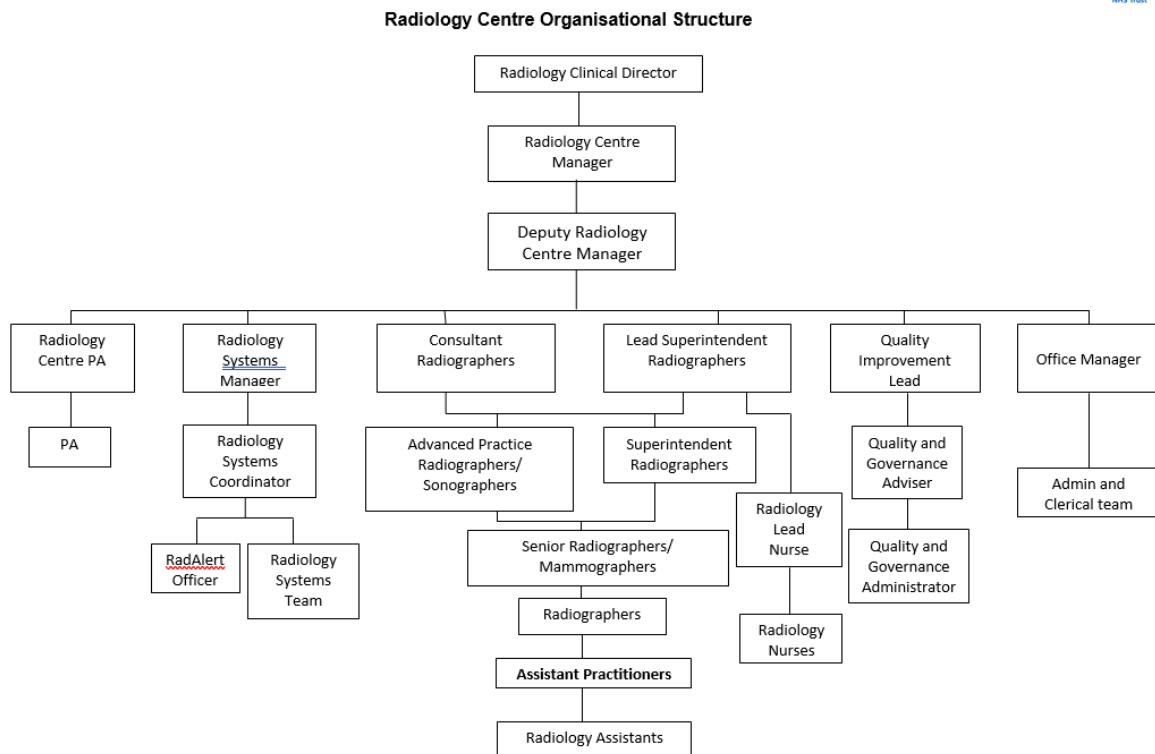 NHS Trust
Radiology Centre Organisational Structure
Radiology Clinical Director
Radiology Centre
Manager
Deputy Radiology
Centre Manager
Radiology
Centre PA
Radiology
Systems
Manager
Consultant
Radiographers
Lead Superintendent
Radiographers
Quality
Improvement
Lead
Office Manager
PA
Radiology
Systems
Coordinator
Advanced Practice
Radiographers/
Sonographers
Superintendent
Radiographers
Quality and
Governance
Adviser
Admin and
Clerical team
Radiology
Lead
Nurse
RadAlert
Officer
Radiology
Systems
Team
Senior Radiographers/
Mammographers
Quality and
Governance
Administrator
Radiographers
Radiology
Nurses
Assistant Practitioners
Radiology Assistants